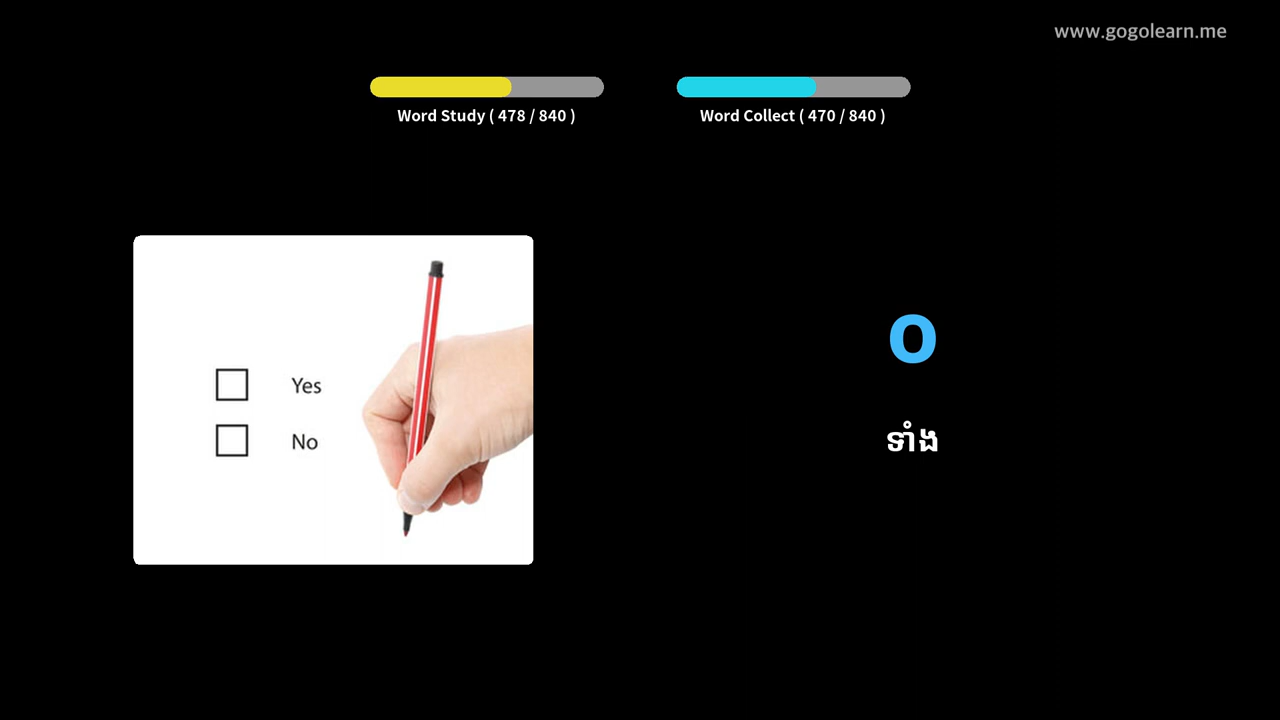 www.gogolearn.me
Word Study ( 478 / 840 )
Word Collect ( 470 / 840 )
Yes
No
o
ទាំង